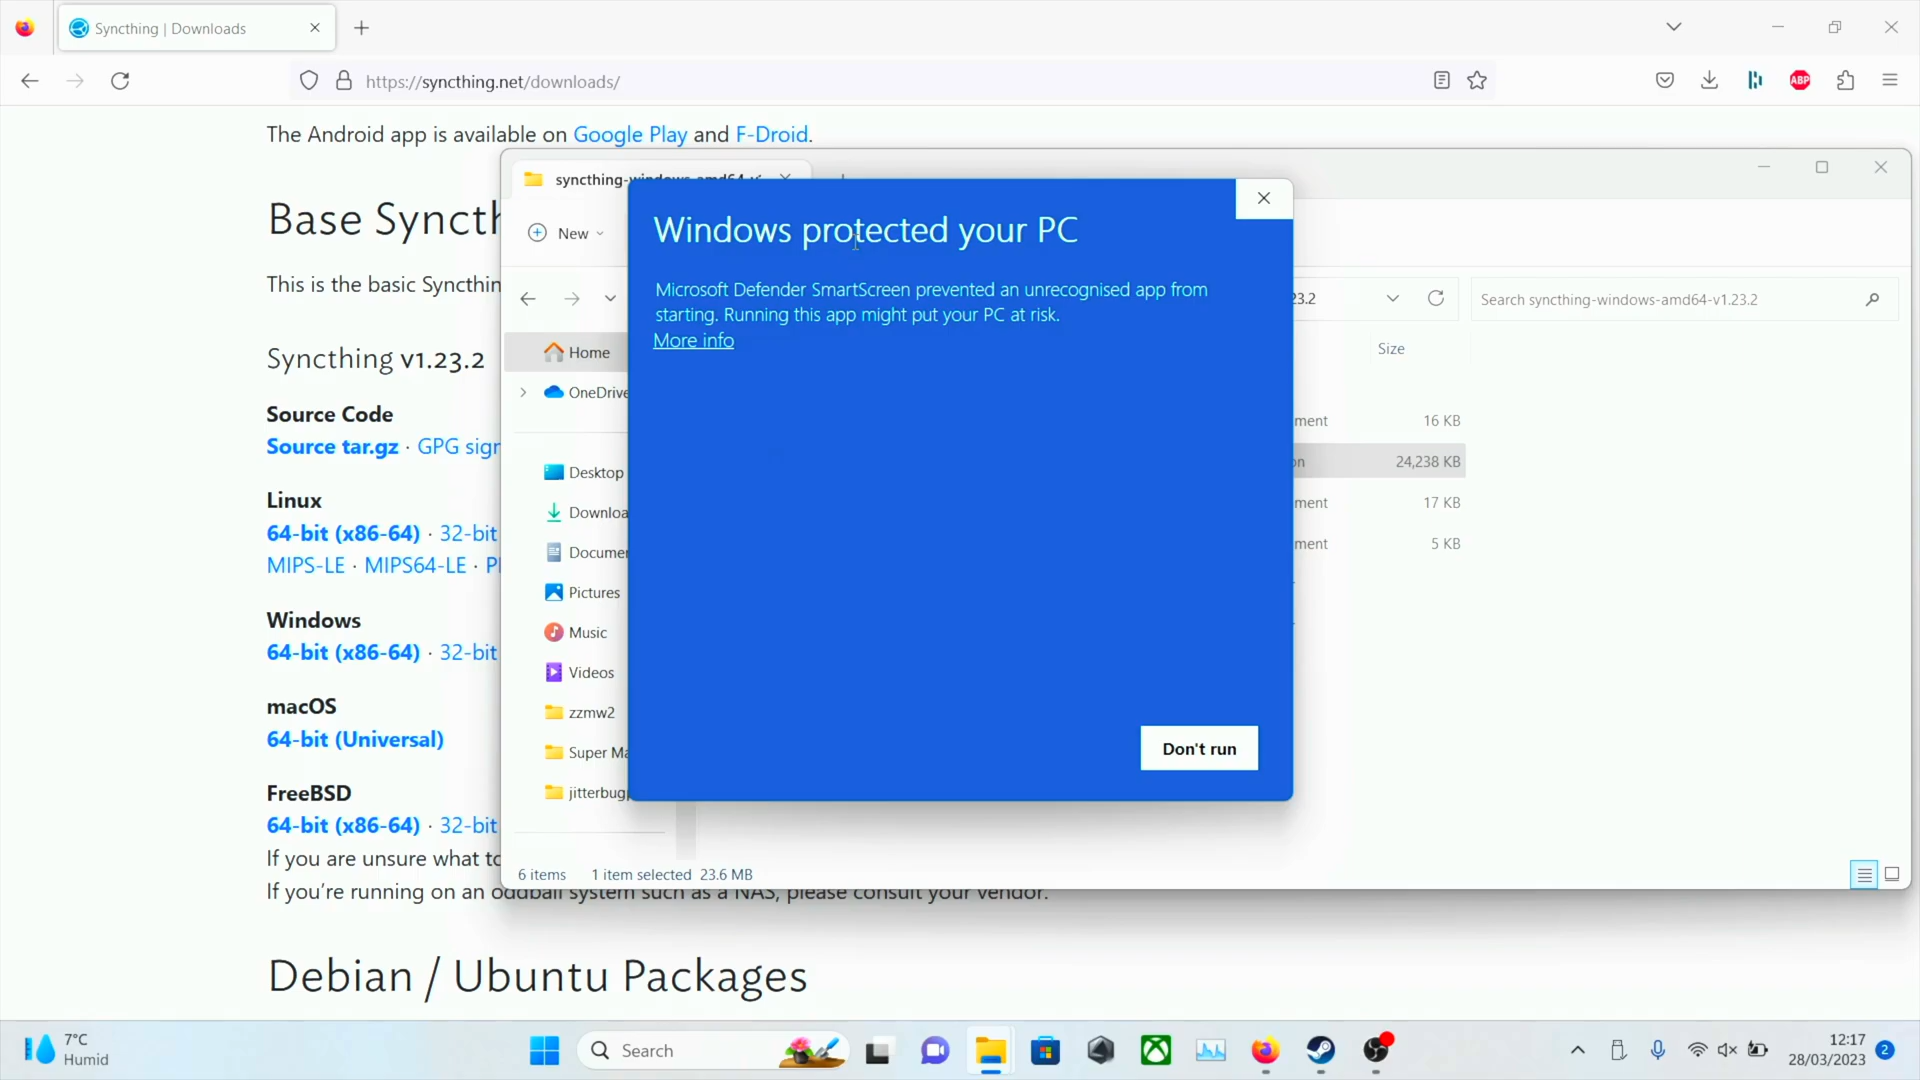 Syncthing | Downloads
https://syncthing.net/downloads/
ABP
The Android app is available on Google Play and F-Droid.
Base Syncth
This is the basic Syncthin
Syncthing v1.23.2
Source Code
Source tar.gz · GPG sign
Linux
64-bit (x86-64) · 32-bit
MIPS-LE · MIPS64-LE ·
Windows
64-bit (x86-64) · 32-bit
macOS
64-bit (Universal)
FreeBSD
64-bit (x86-64) · 32-bit
If you are unsure what to
If you're running on an oddball system such as a NAS, please consult your vendor.
Debian / Ubuntu Packages
syncthing-windows-amd64-v
New
23.2
Search syncthing-windows-amd64-v1.23.2
Home
OneDrive
Desktop
Downloa
Documen
Pictures
Music
Videos
zzmw2
Super Ma
jitterbug
Size
ment 16 KB
on 24,238 KB
ment 17 KB
ment 5 KB
6 items 1 item selected 23.6 MB
Windows protected your PC
Microsoft Defender SmartScreen prevented an unrecognised app from
starting. Running this app might put your PC at risk.
More info
Don't run
7°C
Humid
Search
12:17
28/03/2023
2